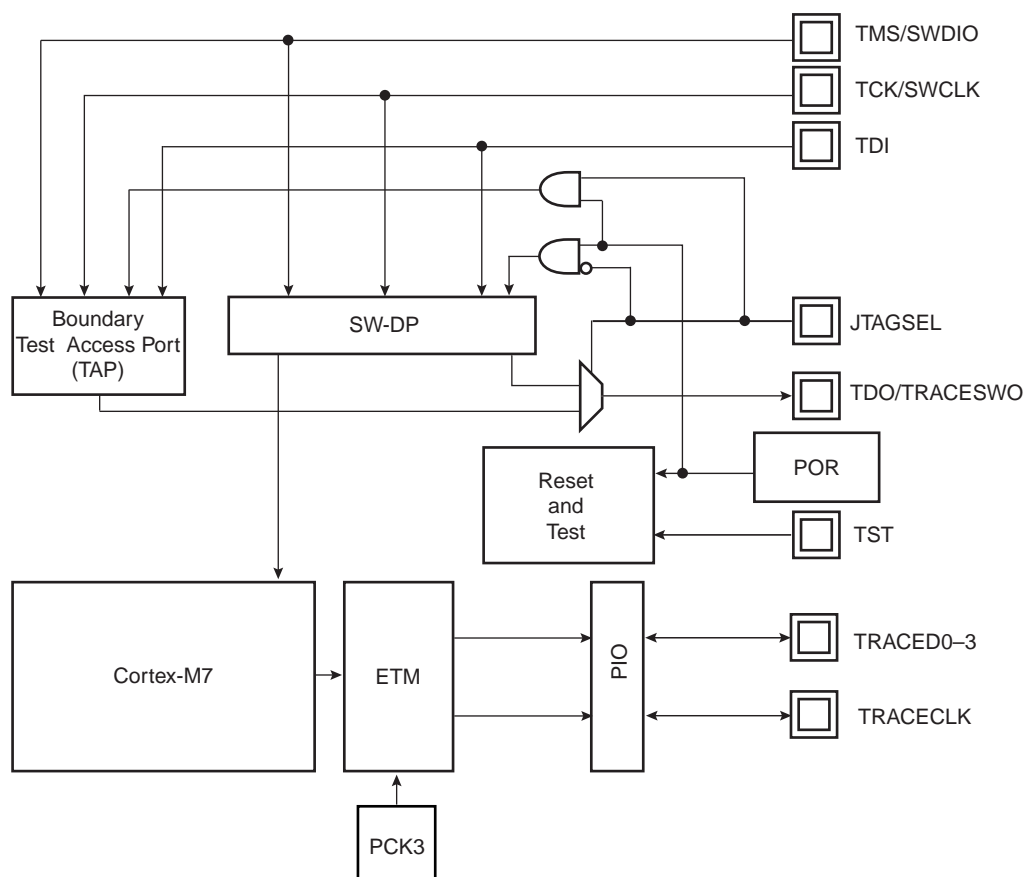 TMS/SWDIO
TCK/SWCLK
TDI
Boundary
Test Access Port
(TAP)
SW-DP
JTAGSEL
TDO/TRACESWO
Reset
and
Test
POR
TST
Cortex-M7
ETM
PIO
TRACED0–3
TRACECLK
PCK3